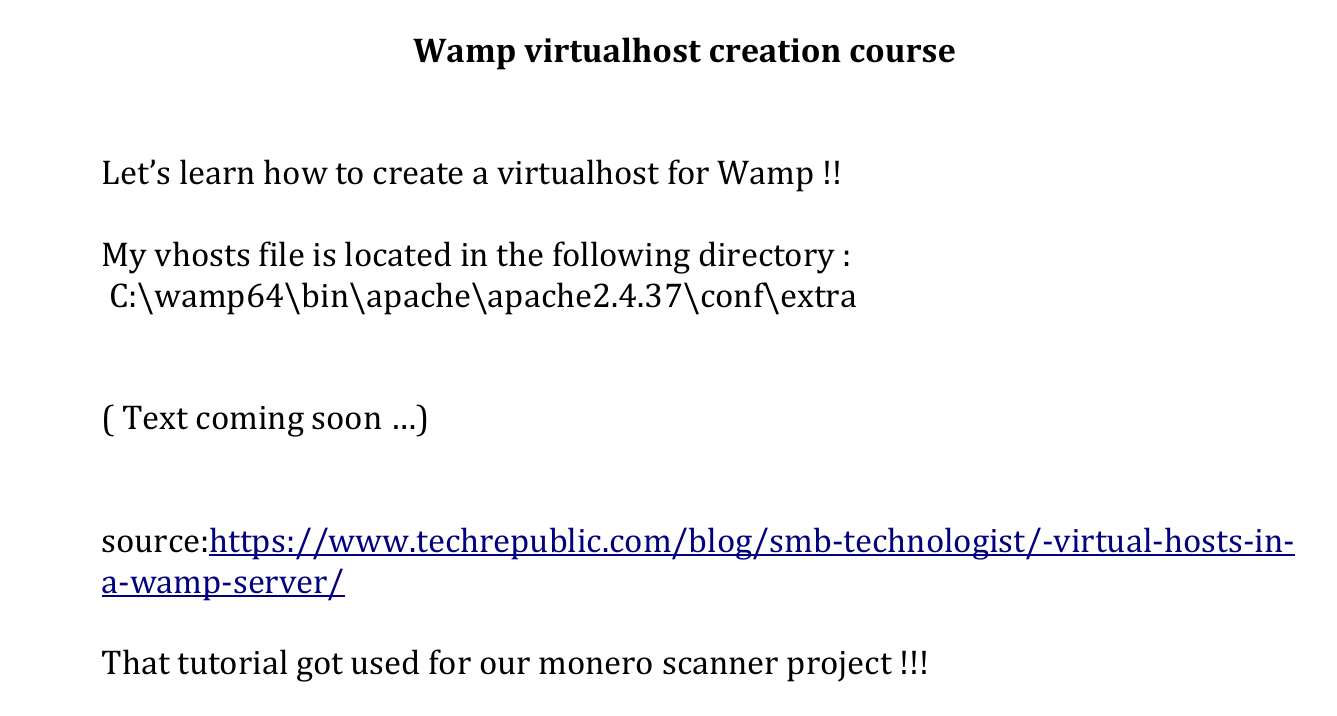 Wamp virtualhost creation course
Let’s learn how to create a virtualhost for Wamp !!
My vhosts file is located in the following directory :
C:\wamp64\bin\apache\apache2.4.37\conf\extra
( Text coming soon …)
source:https://www.techrepublic.com/blog/smb-technologist/-virtual-hosts-in-
a-wamp-server/
That tutorial got used for our monero scanner project !!!